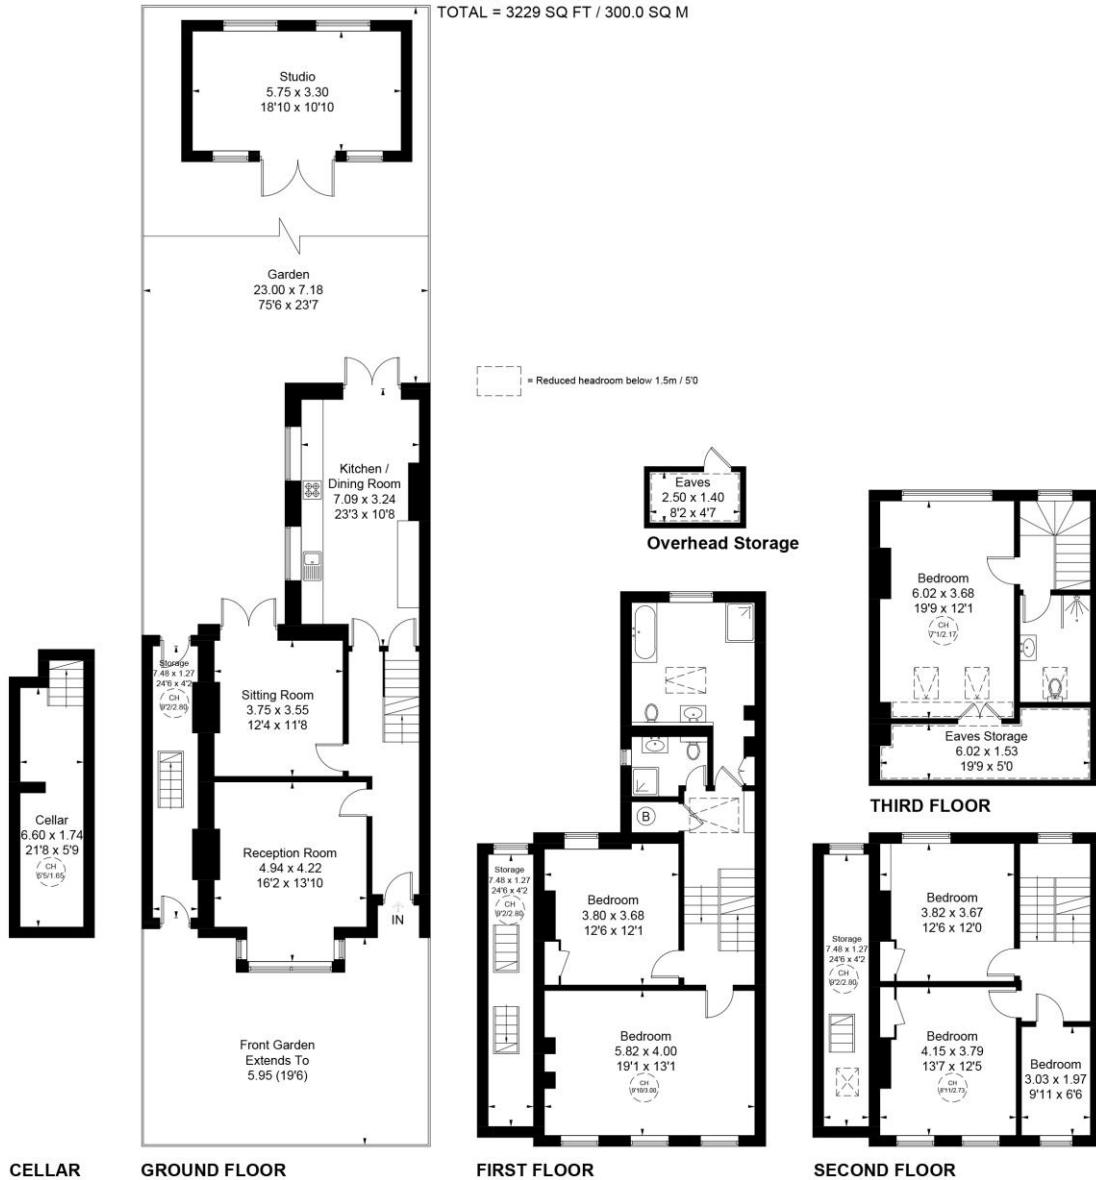 TOTAL = 3229 SQ FT / 300.0 SQ M
Studio
5.75 x 3.30
18'10 x 10'10
Garden
23.00 x 7.18
75'6 x 23'7
= Reduced headroom below 1.5m / 5'0
Kitchen /
Dining Room
7.09 x 3.24
23'3 x 10'8
Eaves
2.50 x 1.40
8'2 x 4'7
Overhead Storage
Bedroom
6.02 x 3.68
19'9 x 12'1
CH
7'1/2.17
Eaves Storage
6.02 x 1.53
19'9 x 5'0
THIRD FLOOR
Storage
7.48 x 1.27
24'6 x 4'2
CH
9'2/2.80
Sitting Room
3.75 x 3.55
12'4 x 11'8
Cellar
6.60 x 1.74
21'8 x 5'9
CH
5'5/1.65
Reception Room
4.94 x 4.22
16'2 x 13'10
IN
Front Garden
Extends To
5.95 (19'6)
B
Storage
7.48 x 1.27
24'6 x 4'2
CH
9'2/2.80
Bedroom
3.80 x 3.68
12'6 x 12'1
Bedroom
5.82 x 4.00
19'1 x 13'1
CH
9'10/3.00
Storage
7.48 x 1.27
24'6 x 4'2
CH
9'2/2.80
Bedroom
3.82 x 3.67
12'6 x 12'0
Bedroom
4.15 x 3.79
13'7 x 12'5
CH
8'11/2.73
Bedroom
3.03 x 1.97
9'11 x 6'6
CELLAR
GROUND FLOOR
FIRST FLOOR
SECOND FLOOR